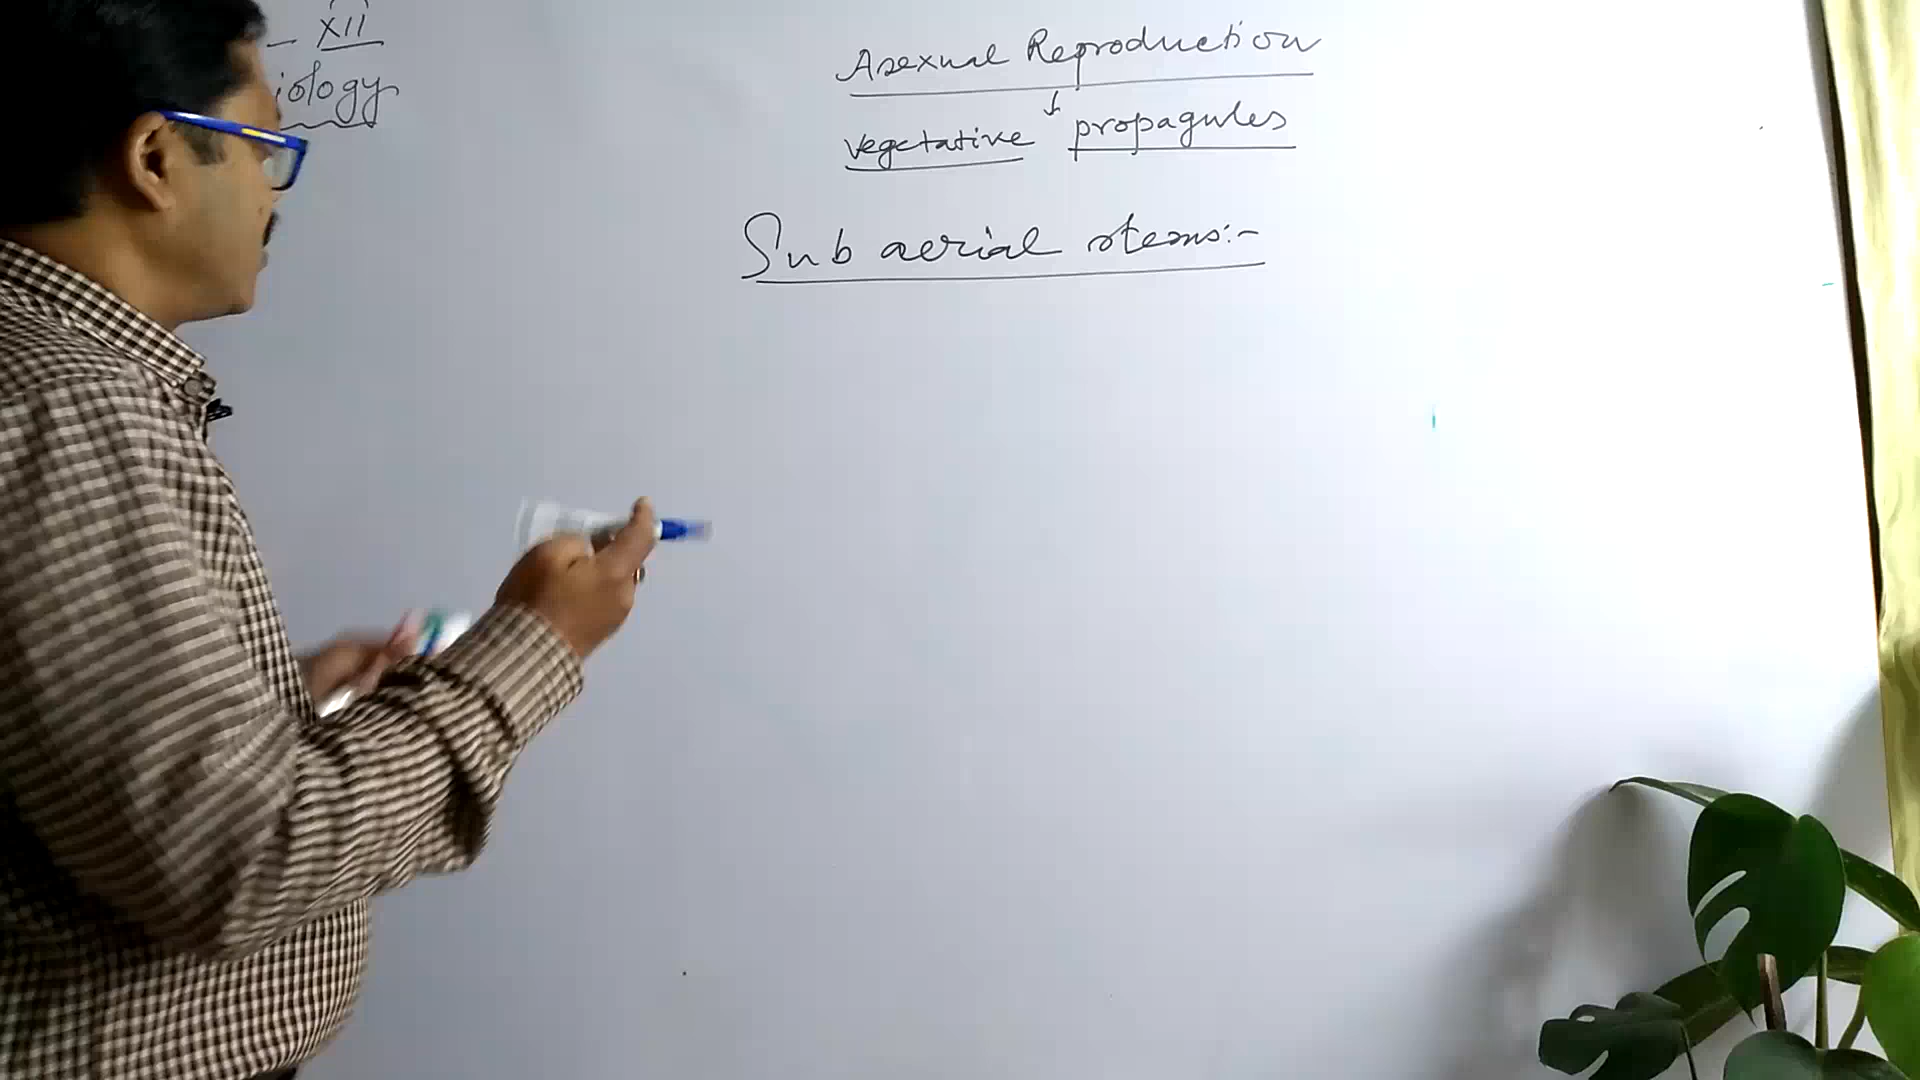 – XII
iology
Asexual Reproduction
↓
vegetative propagules
Sub aerial stems:-